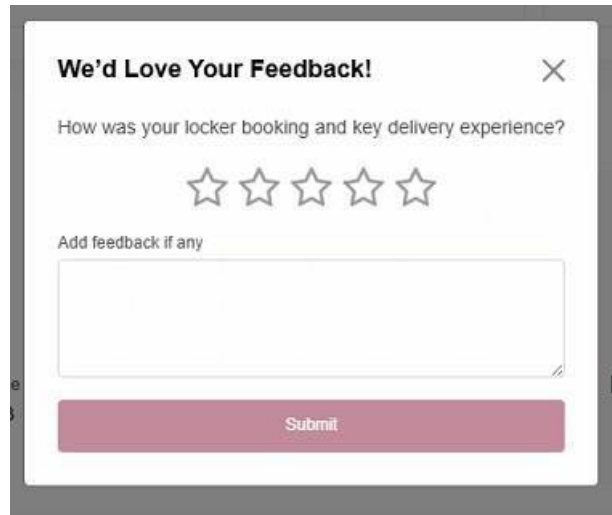 We'd Love Your Feedback!
How was your locker booking and key delivery experience?
Add feedback if any
Submit